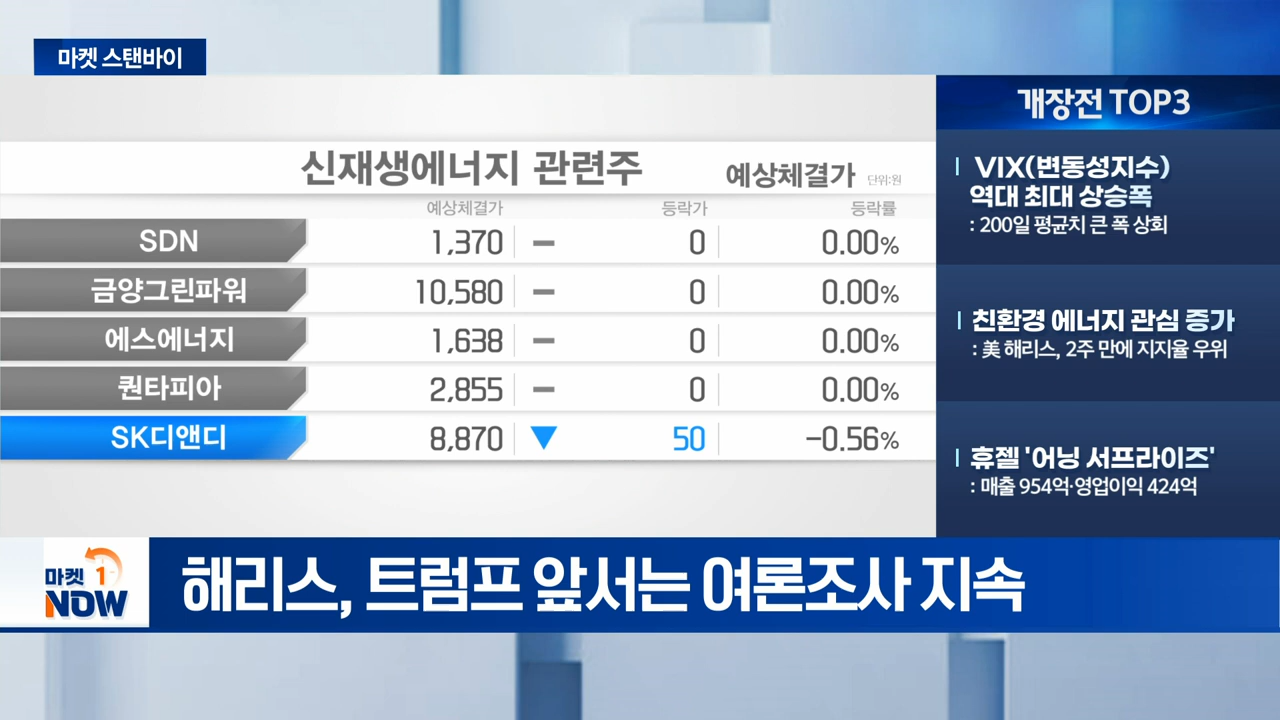 마켓 스탠바이
신재생에너지 관련주 예상체결가 단위:원
예상체결가 등락가 등락률
SDN 1,370 0 0.00%
금양그린파워 10,580 0 0.00%
에스에너지 1,638 0 0.00%
퀀타피아 2,855 0 0.00%
SK디앤디 8,870 ▼ 50 -0.56%
개장전 TOP3
VIX(변동성지수)
역대 최대 상승폭
: 200일 평균치 큰 폭 상회
친환경 에너지 관심 증가
: 美 해리스, 2주 만에 지지율 우위
휴젤 '어닝 서프라이즈'
: 매출 954억·영업이익 424억
마켓 1
NOW
해리스, 트럼프 앞서는 여론조사 지속